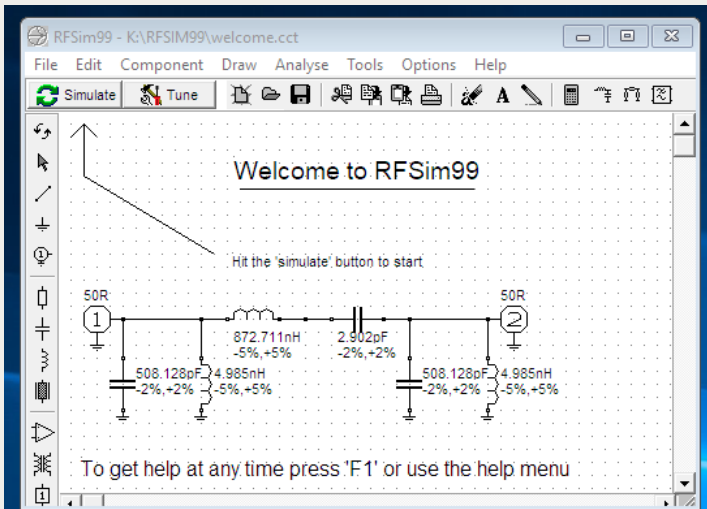 RFSim99 - K:\RFSIM99\welcome.cct
File Edit Component Draw Analyse Tools Options Help
Simulate Tune A
Welcome to RFSim99
Hit the 'simulate' button to start
50R 50R
1 2
872.711nH 2.902pF
-5%,+5% -2%,+2%
508.128pF 4.985nH 508.128pF 4.985nH
-2%,+2% -5%,+5% -2%,+2% -5%,+5%
To get help at any time press 'F1' or use the help menu
1